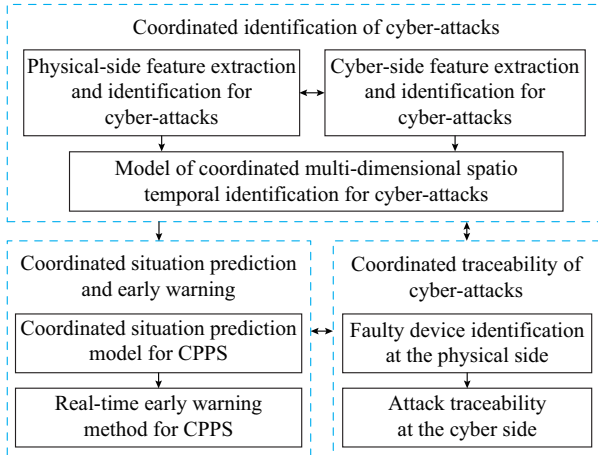 Coordinated identification of cyber-attacks
Physical-side feature extraction
and identification for
cyber-attacks
Cyber-side feature extraction
and identification for
cyber-attacks
Model of coordinated multi-dimensional spatio
temporal identification for cyber-attacks
Coordinated situation prediction
and early warning
Coordinated situation prediction
model for CPPS
Real-time early warning
method for CPPS
Coordinated traceability of
cyber-attacks
Faulty device identification
at the physical side
Attack traceability
at the cyber side